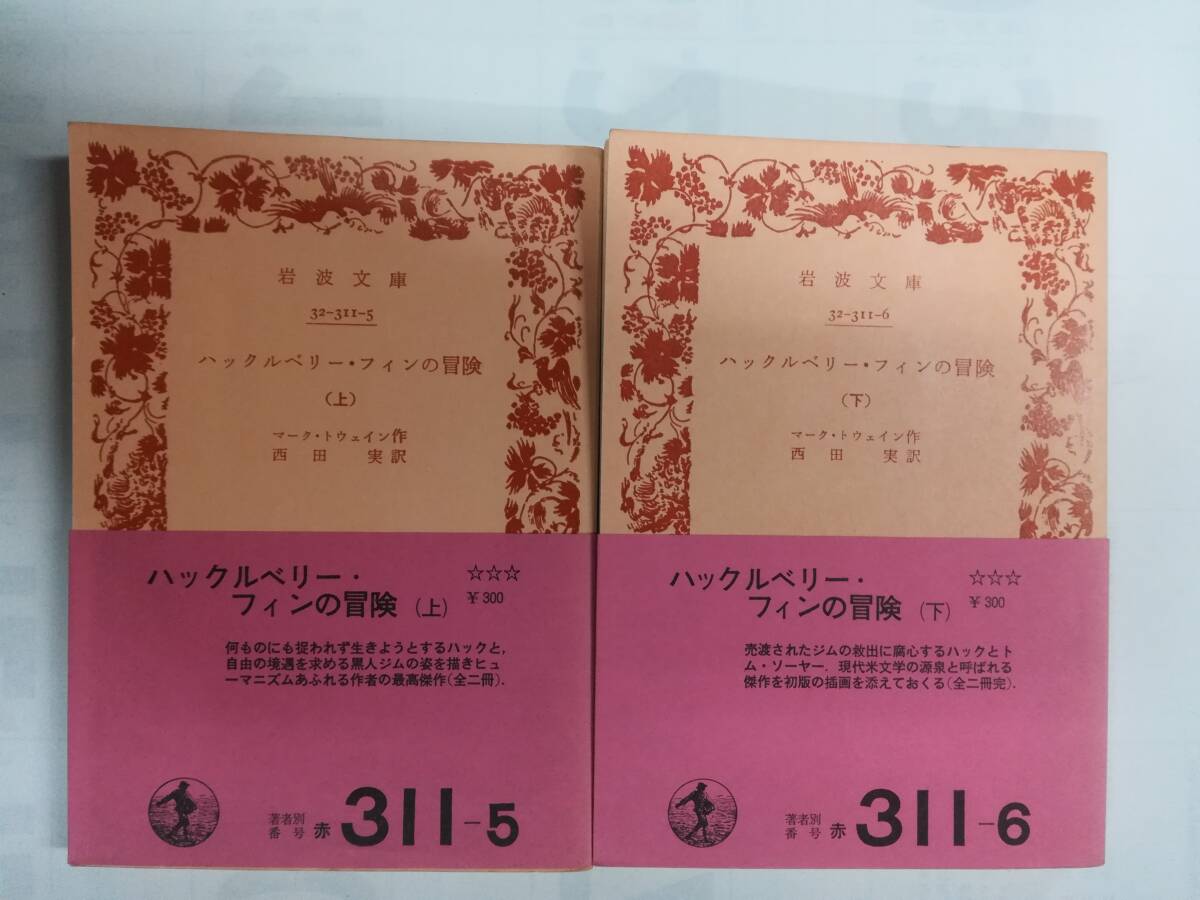 岩波文庫
32-311-5
ハックルベリー・フィンの冒険
(上)
マーク・トウェイン作
西田 実訳
ハックルベリー・
フィンの冒険(上)
☆☆☆
¥300
何ものにも捉われず生きようとするハックと,
自由の境遇を求める黒人ジムの姿を描きヒュ
ーマニズムあふれる作者の最高傑作(全二冊).
著者別
番号
赤 311-5
岩波文庫
32-311-6
ハックルベリー・フィンの冒険
(下)
マーク・トウェイン作
西田 実訳
ハックルベリー・
フィンの冒険(下)
☆☆☆
¥300
売渡されたジムの救出に腐心するハックとト
ム・ソーヤー. 現代米文学の源泉と呼ばれる
傑作を初版の插画を添えておくる(全二冊完).
著者別
番号
赤 311-6